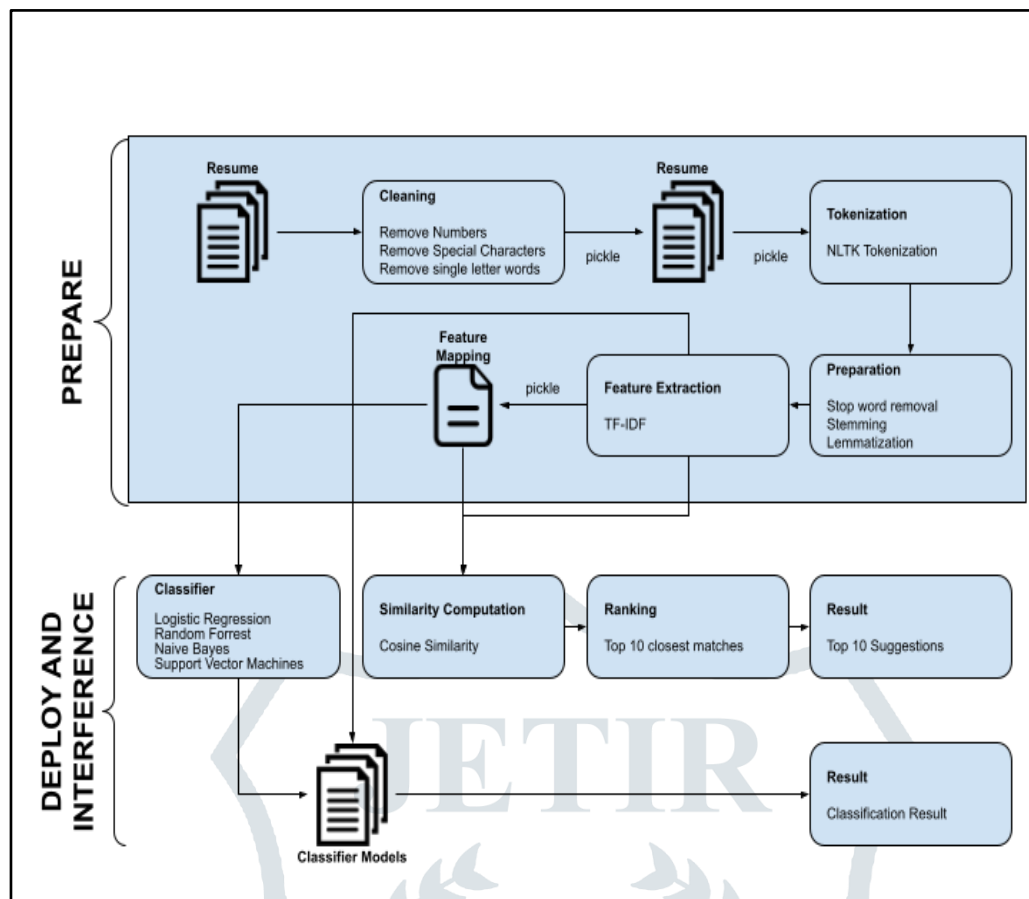 PREPARE
Resume
Cleaning
Remove Numbers
Remove Special Characters
Remove single letter words
pickle
Resume
pickle
Tokenization
NLTK Tokenization
Feature
Mapping
pickle
Feature Extraction
TF-IDF
Preparation
Stop word removal
Stemming
Lemmatization
DEPLOY AND
INTERFERENCE
Classifier
Logistic Regression
Random Forrest
Naive Bayes
Support Vector Machines
Similarity Computation
Cosine Similarity
Ranking
Top 10 closest matches
Result
Top 10 Suggestions
JETIR
Classifier Models
Result
Classification Result